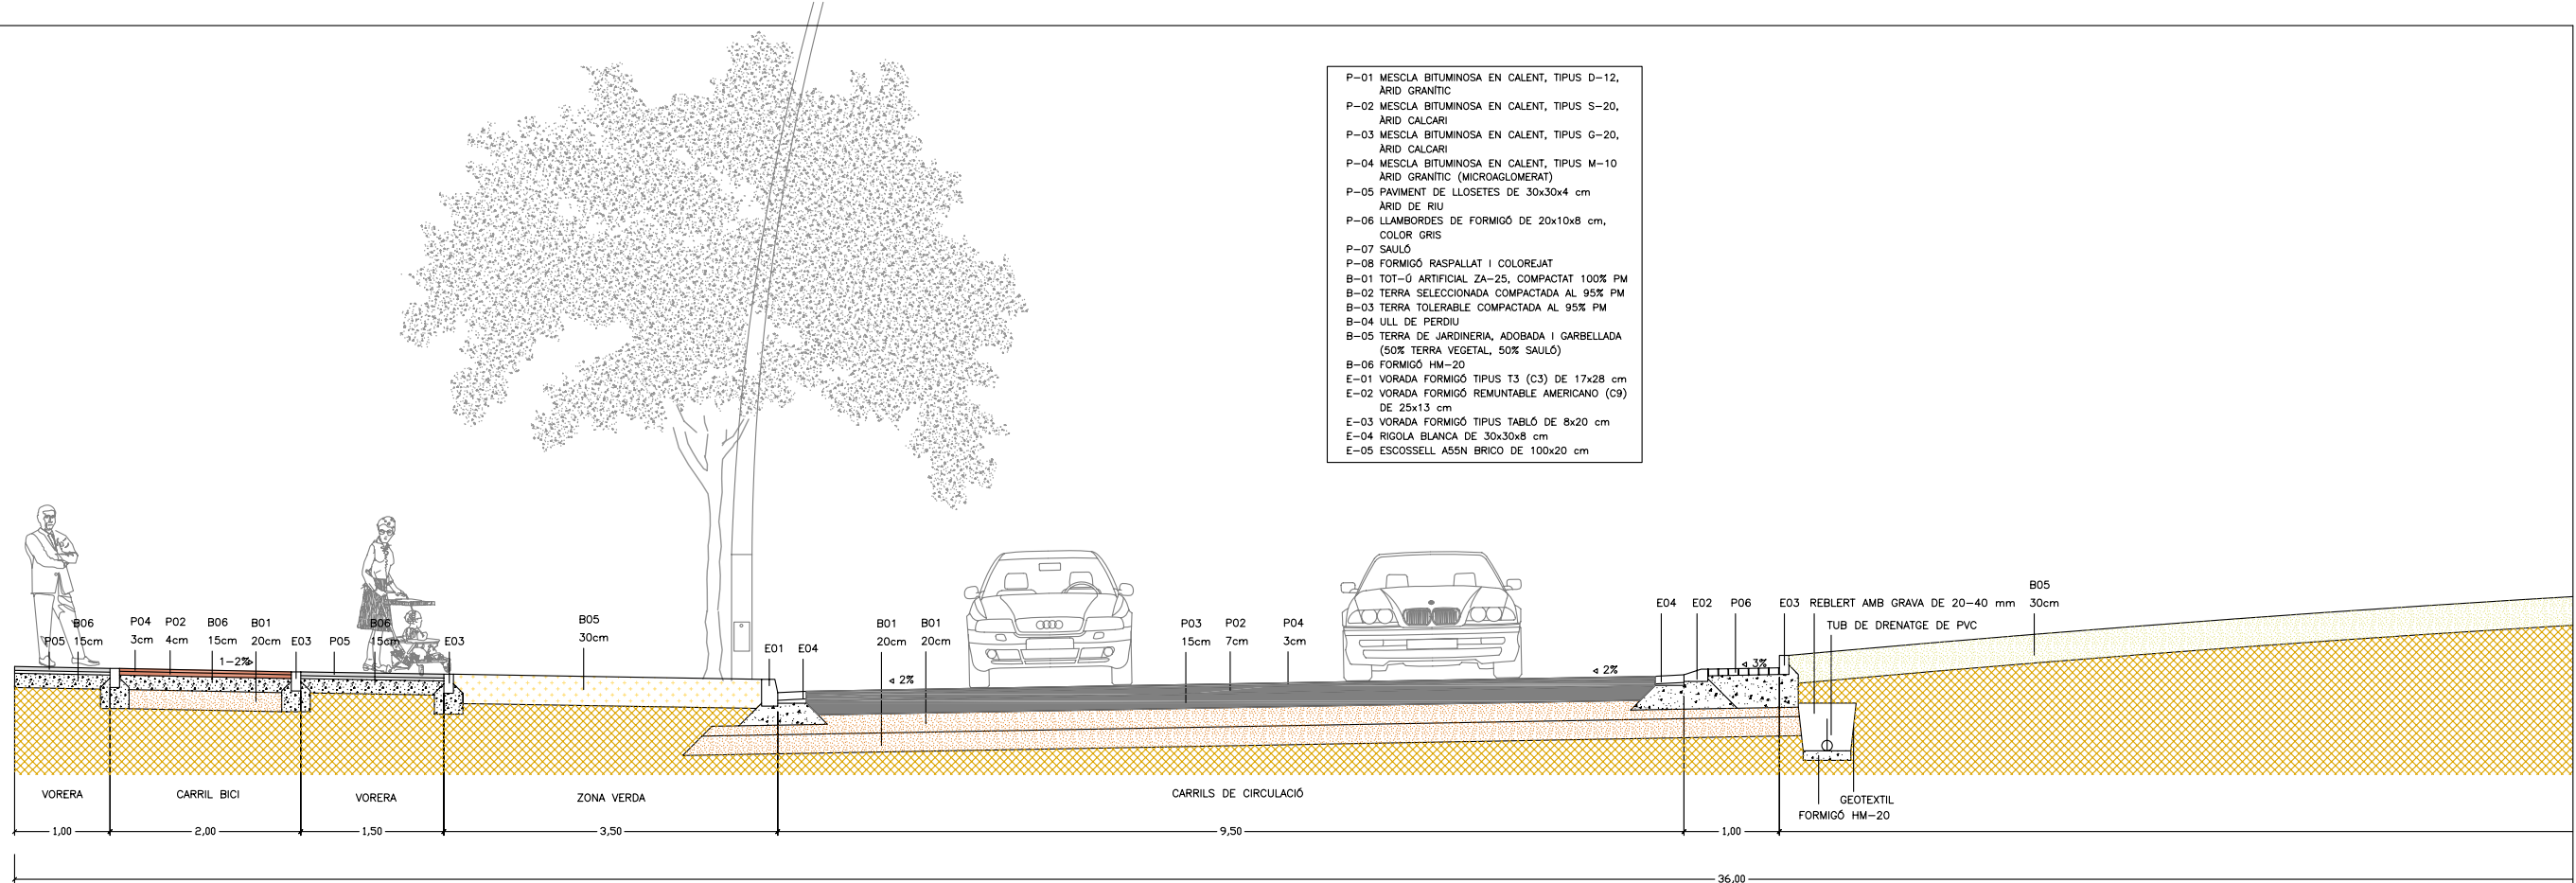 P-01 MESCLA BITUMINOSA EN CALENT, TIPUS D-12,
ÀRID GRANÍTIC
P-02 MESCLA BITUMINOSA EN CALENT, TIPUS S-20,
ÀRID CALCARI
P-03 MESCLA BITUMINOSA EN CALENT, TIPUS G-20,
ÀRID CALCARI
P-04 MESCLA BITUMINOSA EN CALENT, TIPUS M-10
ÀRID GRANÍTIC (MICROAGLOMERAT)
P-05 PAVIMENT DE LLOSETES DE 30x30x4 cm
ÀRID DE RIU
P-06 LLAMBORDES DE FORMIGÓ DE 20x10x8 cm,
COLOR GRIS
P-07 SAULÓ
P-08 FORMIGÓ RASPALLAT I COLOREJAT
B-01 TOT-Ú ARTIFICIAL ZA-25, COMPACTAT 100% PM
B-02 TERRA SELECCIONADA COMPACTADA AL 95% PM
B-03 TERRA TOLERABLE COMPACTADA AL 95% PM
B-04 ULL DE PERDIU
B-05 TERRA DE JARDINERIA, ADOBADA I GARBELLADA
(50% TERRA VEGETAL, 50% SAULÓ)
B-06 FORMIGÓ HM-20
E-01 VORADA FORMIGÓ TIPUS T3 (C3) DE 17x28 cm
E-02 VORADA FORMIGÓ REMUNTABLE AMERICANO (C9)
DE 25x13 cm
E-03 VORADA FORMIGÓ TIPUS TABLÓ DE 8x20 cm
E-04 RIGOLA BLANCA DE 30x30x8 cm
E-05 ESCOSSELL A55N BRICO DE 100x20 cm
P05
B06
15cm
P04
3cm
P02
4cm
B06
15cm
B01
20cm
1-2%
E03
P05
B06
15cm
E03
B05
30cm
E01
E04
B01
20cm
B01
20cm
2%
P03
15cm
P02
7cm
P04
3cm
2%
E04
E02
P06
3%
E03
REBLERT AMB GRAVA DE 20-40 mm
TUB DE DRENATGE DE PVC
B05
30cm
GEOTEXTIL
FORMIGÓ HM-20
VORERA
CARRIL BICI
VORERA
ZONA VERDA
CARRILS DE CIRCULACIÓ
1,00
2,00
1,50
3,50
9,50
1,00
36,00